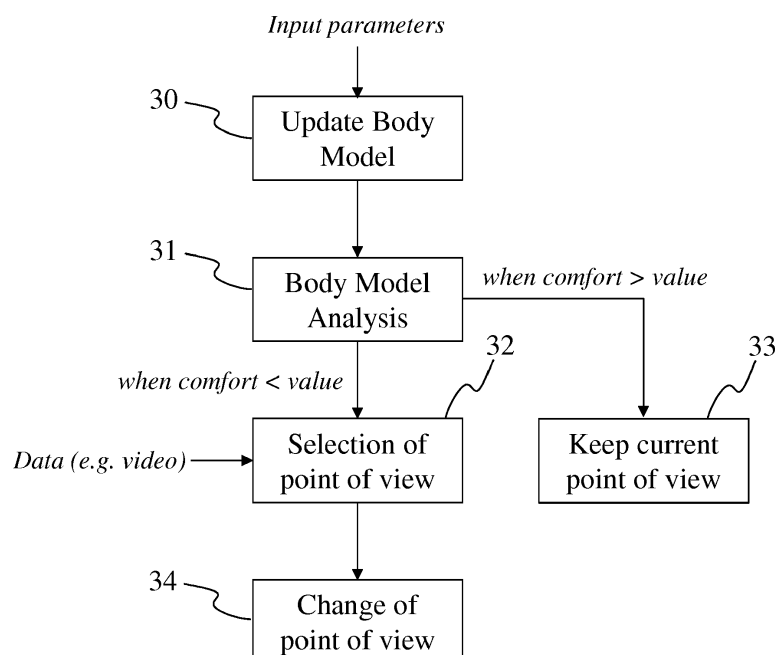 Input parameters
30
Update Body
Model
31
Body Model
Analysis
when comfort > value
when comfort < value
32
33
Data (e.g. video)
Selection of
point of view
Keep current
point of view
34
Change of
point of view